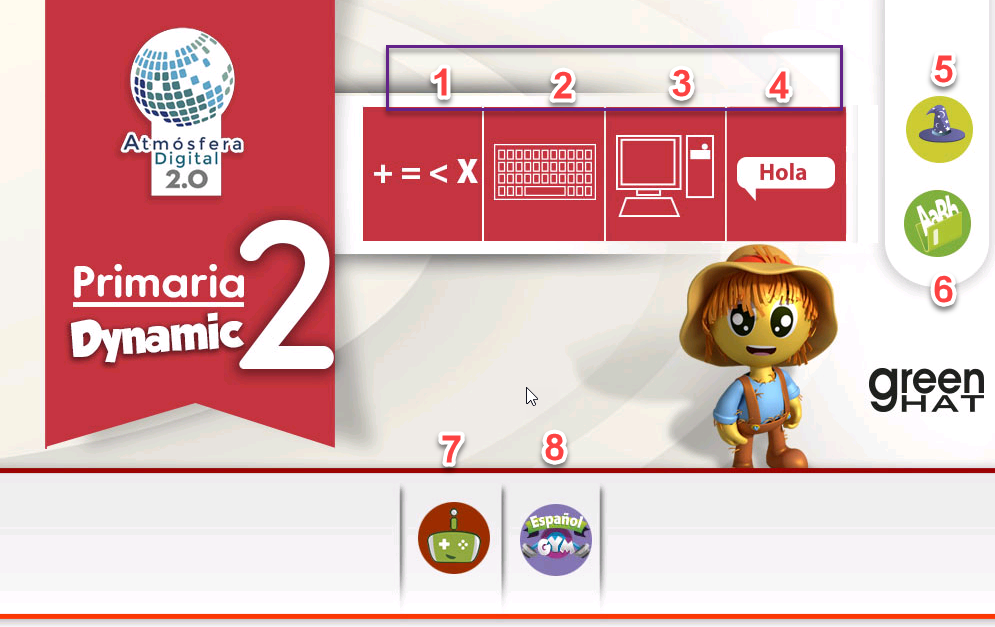 1 2 3 4
+ = < X
Hola
5
AaBb
6
Atmósfera
Digital
2.0
Primaria
Dynamic
2
green
HAT
7 8
Español
GYM